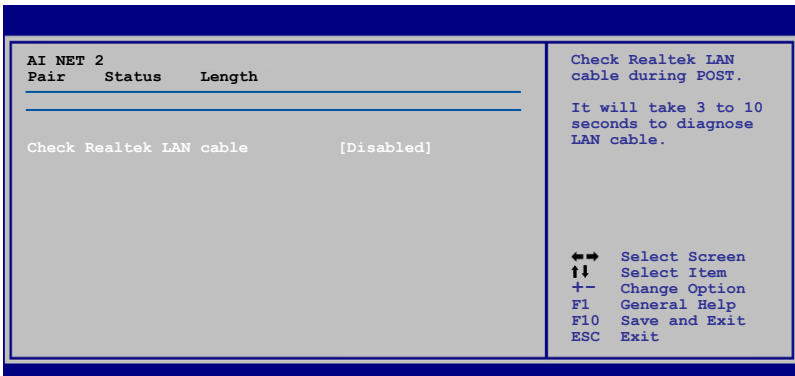 AI NET 2
Pair Status Length
Check Realtek LAN cable [Disabled]
Check Realtek LAN
cable during POST.
It will take 3 to 10
seconds to diagnose
LAN cable.
←→ Select Screen
↑↓ Select Item
+- Change Option
F1 General Help
F10 Save and Exit
ESC Exit